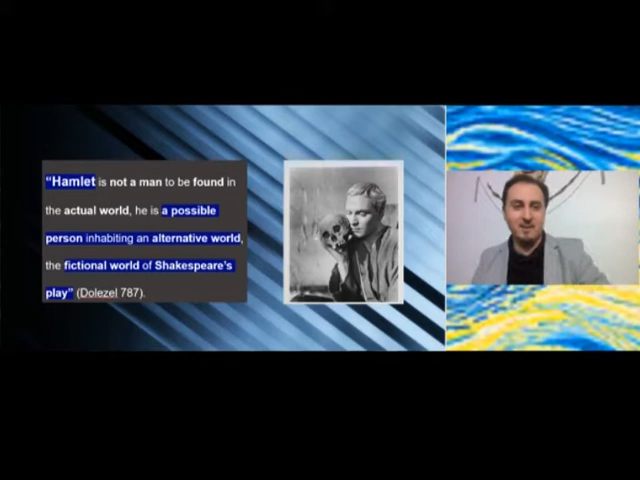 “Hamlet is not a man to be found in
the actual world, he is a possible
person inhabiting an alternative world,
the fictional world of Shakespeare’s
play” (Dolezel 787).